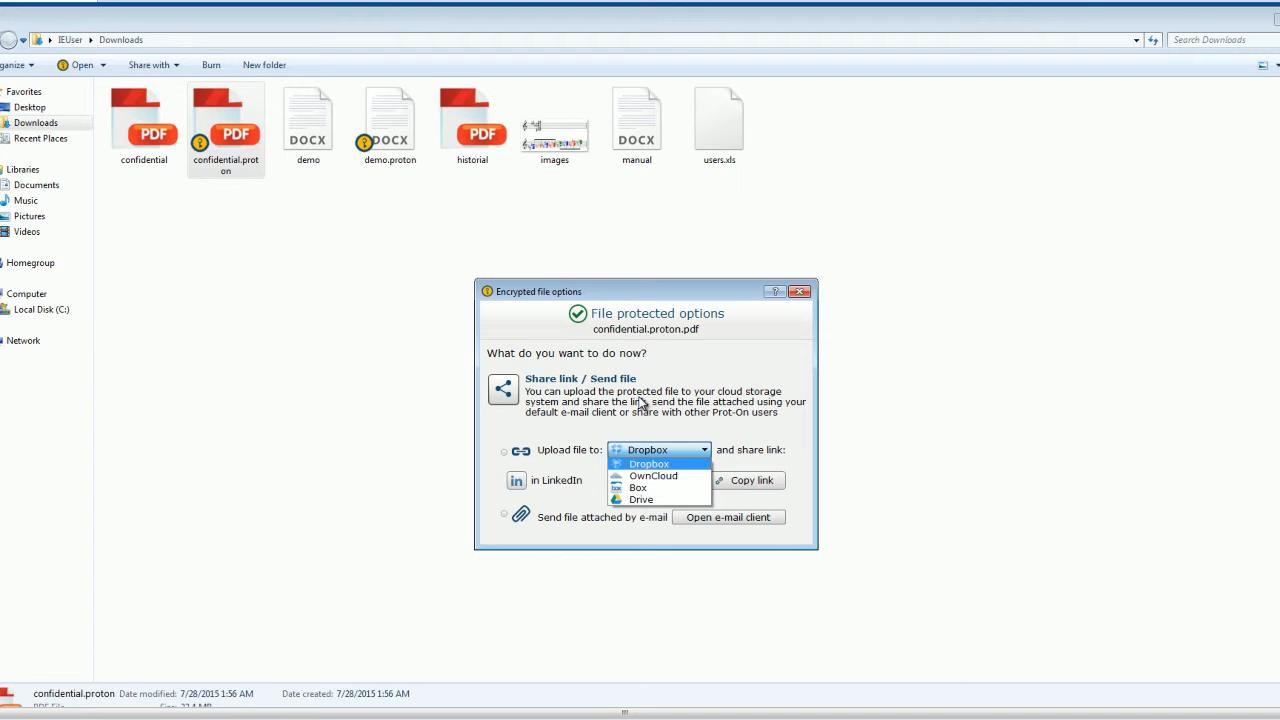 IEUser Downloads Search Downloads
ganize Open Share with Burn New folder
Favorites
Desktop
Downloads
Recent Places
Libraries
Documents
Music
Pictures
Videos
Homegroup
Computer
Local Disk (C:)
Network
PDF
confidential
PDF
confidential.prot
on
DOCX
demo
DOCX
demo.proton
PDF
historial
images
DOCX
manual
users.xls
Encrypted file options
File protected options
confidential.proton.pdf
What do you want to do now?
Share link / Send file
You can upload the protected file to your cloud storage
system and share the link, send the file attached using your
default e-mail client or share with other Prot-On users
Upload file to: Dropbox and share link:
Dropbox
OwnCloud
Box
Drive
in in LinkedIn Copy link
Send file attached by e-mail Open e-mail client
confidential.proton Date modified: 7/28/2015 1:56 AM Date created: 7/28/2015 1:56 AM
PDF File